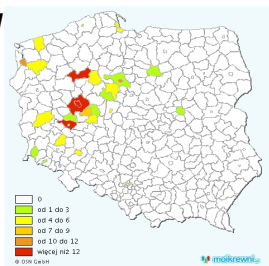 0
od 1 do 3
od 4 do 6
od 7 do 9
od 10 do 12
więcej niż 12
© OSN GmbH
moikrewni.pl